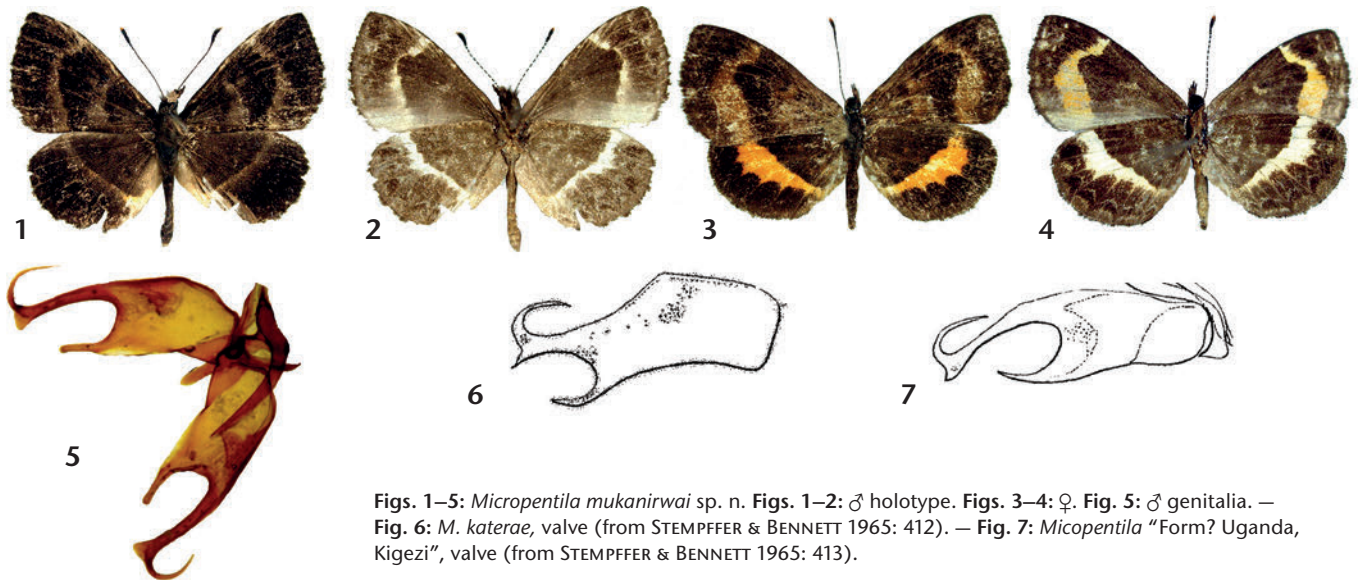 1
2
3
4
5
6
7
Figs. 1–5: Micropentila mukanirwai sp. n. Figs. 1–2: ♂ holotype. Figs. 3–4: ♀. Fig. 5: ♂ genitalia. —
Fig. 6: M. katerae, valve (from STEMPFFER & BENNETT 1965: 412). — Fig. 7: Micopentila “Form? Uganda,
Kigezi”, valve (from STEMPFFER & BENNETT 1965: 413).